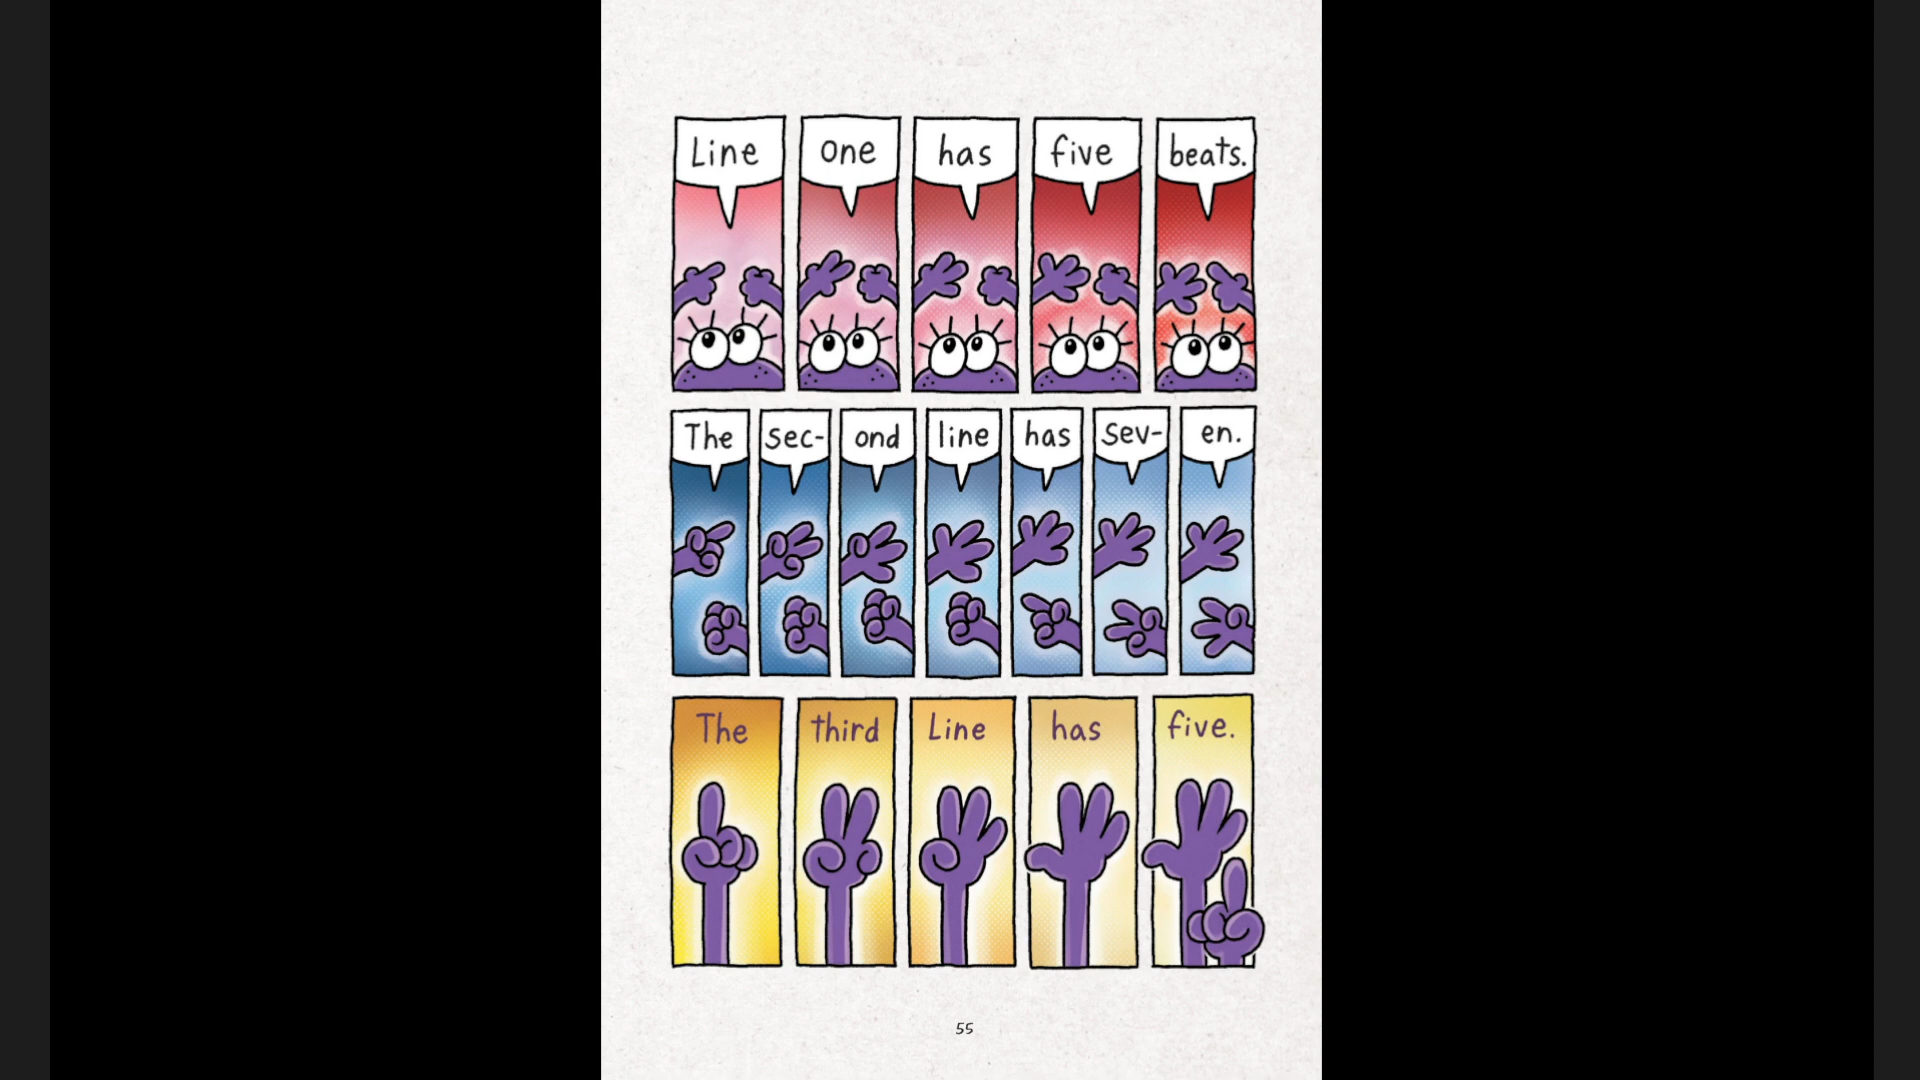 Line one has five beats.
The sec- ond line has sev- en.
The third Line has five.
55